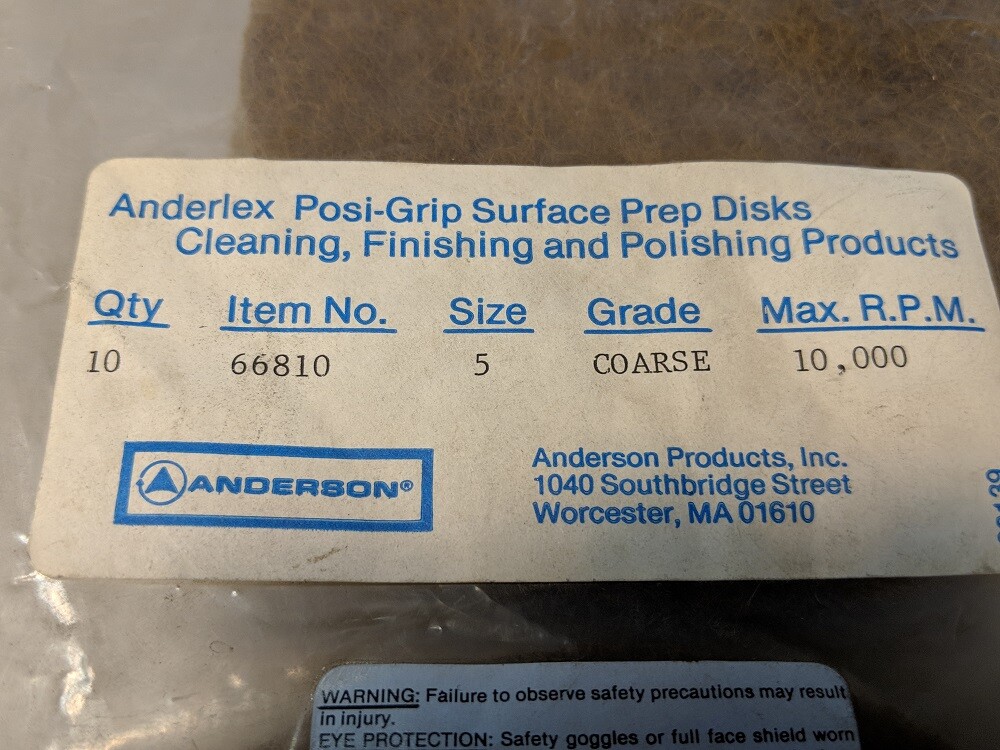 Anderlex Posi-Grip Surface Prep Disks
Cleaning, Finishing and Polishing Products
Qty Item No. Size Grade Max. R.P.M.
10 66810 5 COARSE 10,000
ANDERSON®
Anderson Products, Inc.
1040 Southbridge Street
Worcester, MA 01610
WARNING: Failure to observe safety precautions may result
in injury.
EYE PROTECTION: Safety goggles or full face shield worn